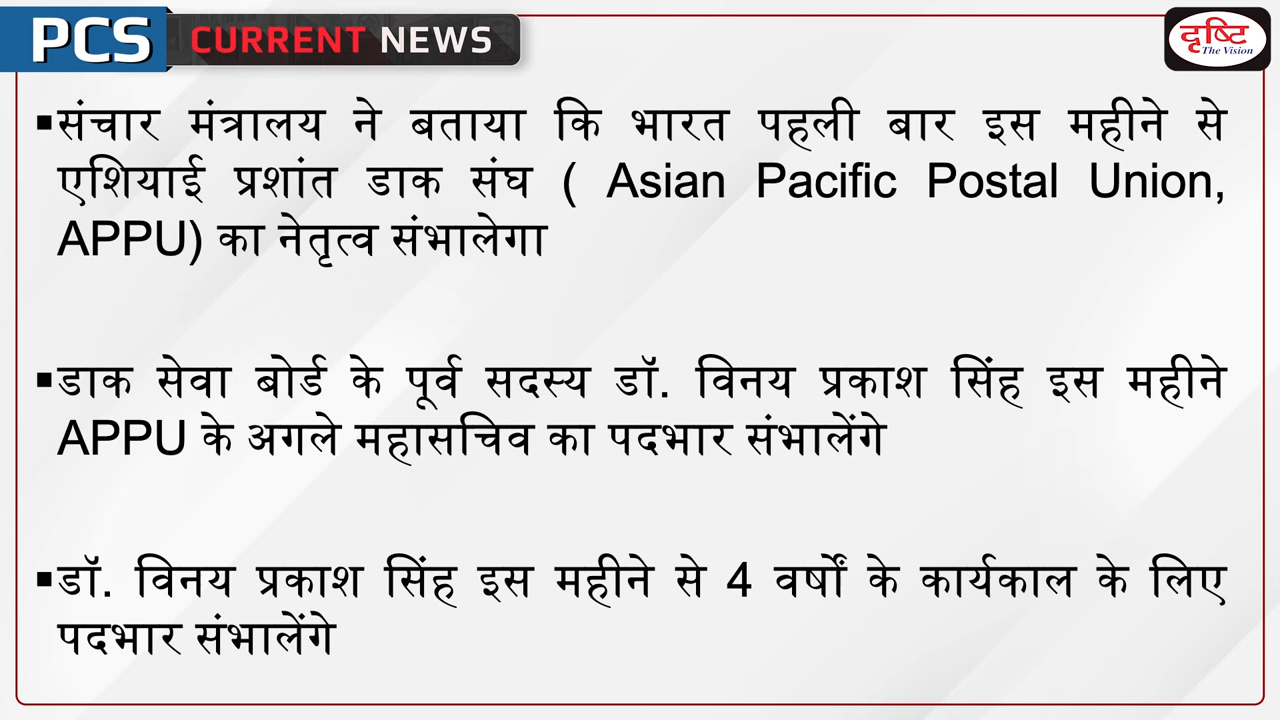 PCS CURRENT NEWS
दृष्टि
The Vision
▪संचार मंत्रालय ने बताया कि भारत पहली बार इस महीने से
एशियाई प्रशांत डाक संघ ( Asian Pacific Postal Union,
APPU) का नेतृत्व संभालेगा
▪डाक सेवा बोर्ड के पूर्व सदस्य डॉ. विनय प्रकाश सिंह इस महीने
APPU के अगले महासचिव का पदभार संभालेंगे
▪डॉ. विनय प्रकाश सिंह इस महीने से 4 वर्षों के कार्यकाल के लिए
पदभार संभालेंगे